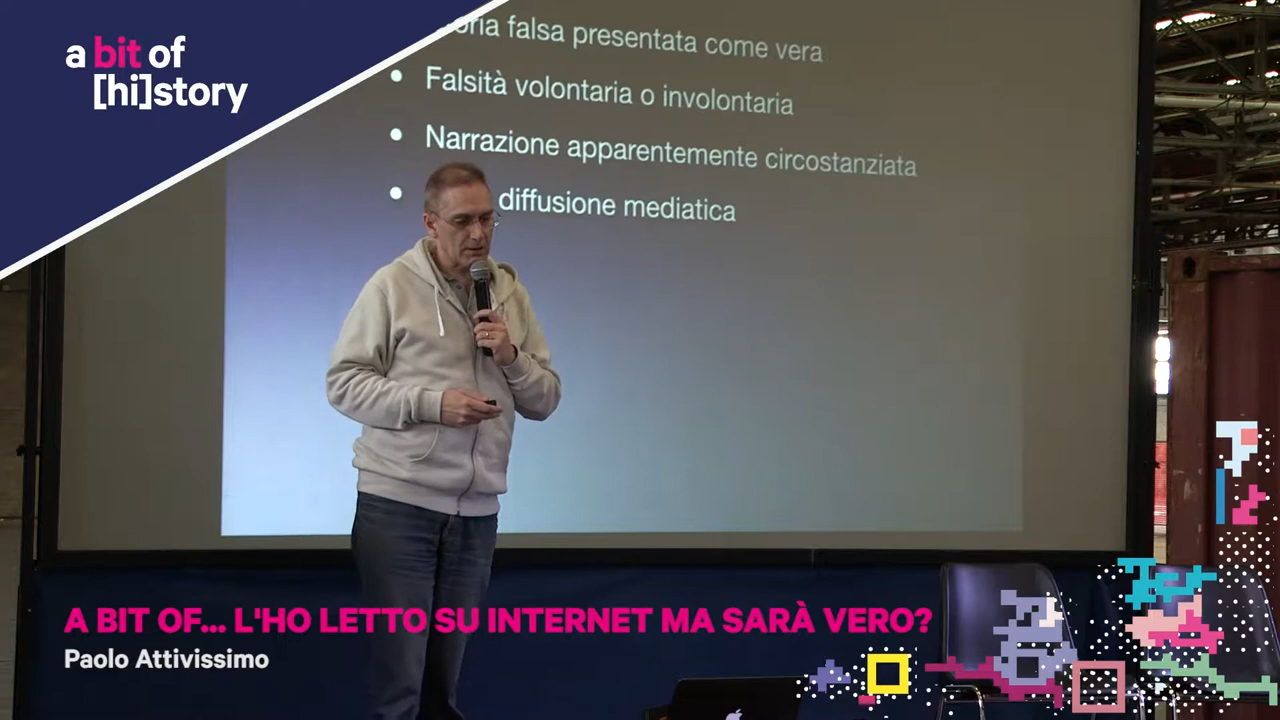 a bit of
[hi]story
falsa presentata come vera
Falsità volontaria o involontaria
Narrazione apparentemente circostanziata
diffusione mediatica
A BIT OF... L'HO LETTO SU INTERNET MA SARÀ VERO?
Paolo Attivissimo